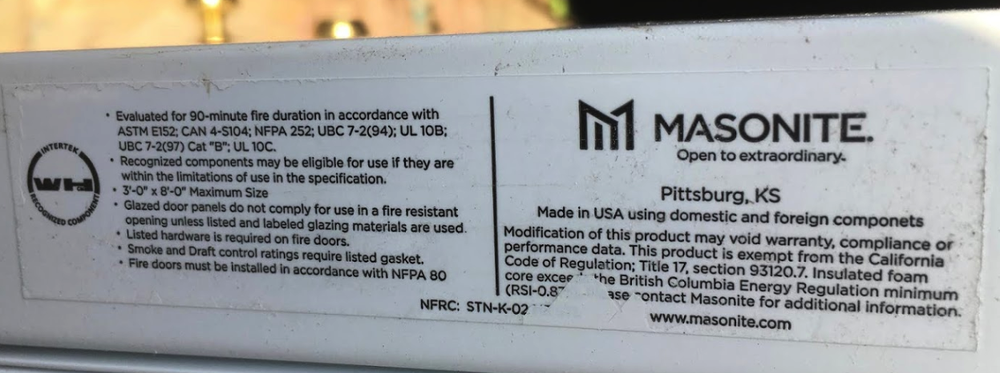 INTERTEK
WH
RECOGNIZED COMPONENT
• Evaluated for 90-minute fire duration in accordance with
ASTM E152; CAN 4-S104; NFPA 252; UBC 7-2(94); UL 10B;
UBC 7-2(97) Cat "B"; UL 10C.
• Recognized components may be eligible for use if they are
within the limitations of use in the specification.
• 3'-0" x 8'-0" Maximum Size
• Glazed door panels do not comply for use in a fire resistant
opening unless listed and labeled glazing materials are used.
• Listed hardware is required on fire doors.
• Smoke and Draft control ratings require listed gasket.
• Fire doors must be installed in accordance with NFPA 80
NFRC: STN-K-02
MASONITE.
Open to extraordinary.
Pittsburg, KS
Made in USA using domestic and foreign componets
Modification of this product may void warranty, compliance or
performance data. This product is exempt from the California
Code of Regulation; Title 17, section 93120.7. Insulated foam
core the British Columbia Energy Regulation minimum
(RSI-0.87 contact Masonite for additional information.
www.masonite.com